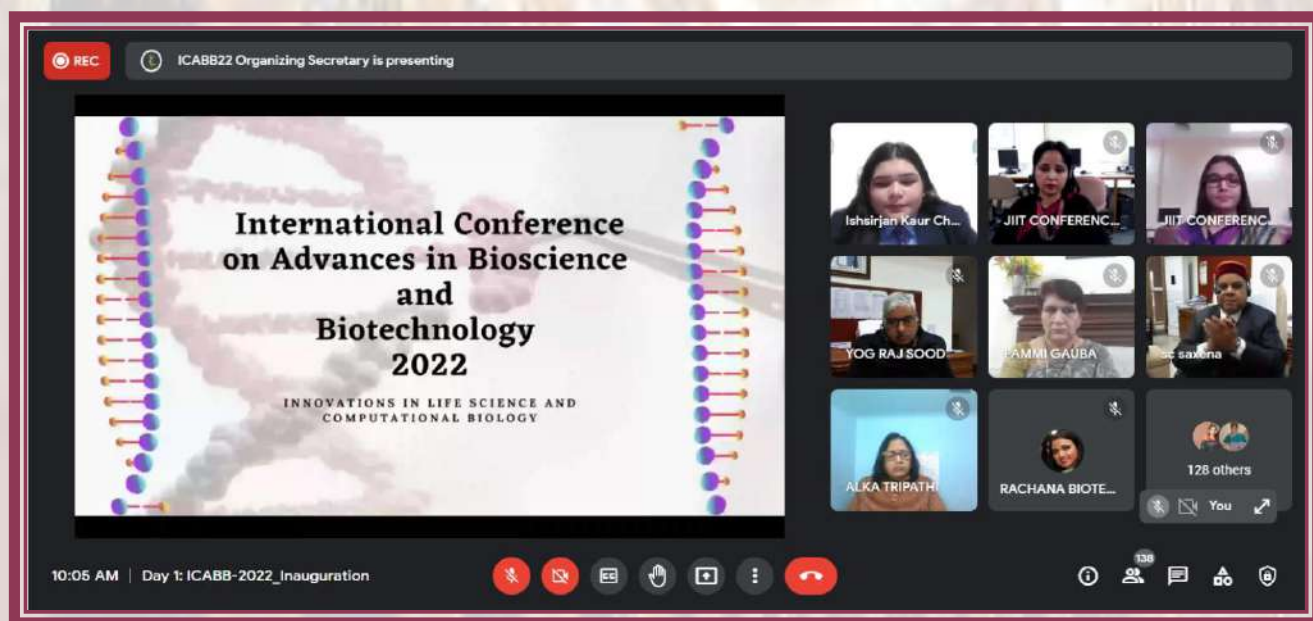 REC
ICABB22 Organizing Secretary is presenting
International Conference
on Advances in Bioscience
and
Biotechnology
2022
INNOVATIONS IN LIFE SCIENCE AND
COMPUTATIONAL BIOLOGY
Ishsirjan Kaur Ch...
JIIT CONFERENC...
JIIT CONFERENC...
YOG RAJ SOOD
PAMMI GAUBA
sc saxena
ALKA TRIPATHI
RACHANA BIOTE...
128 others
You
10:05 AM | Day 1: ICABB-2022_Inauguration
138